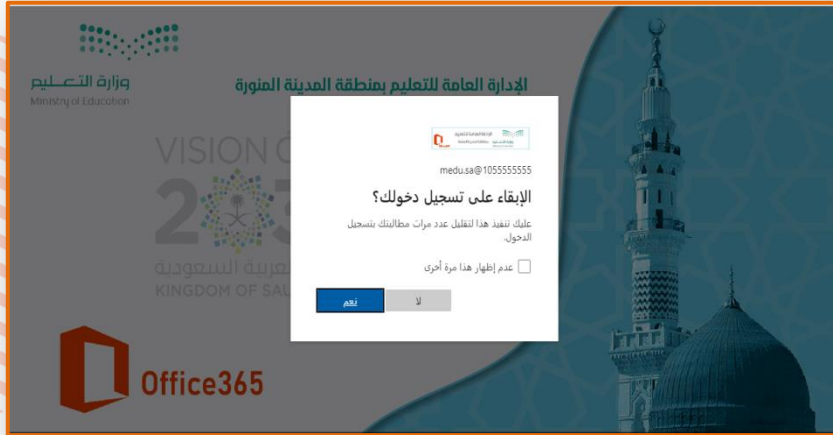 وزارة التعليم
Ministry of Education
الإدارة العامة للتعليم بمنطقة المدينة المنورة
VISION
2
العربية السعودية
KINGDOM OF SAU
medu.sa@1055555555
الإبقاء على تسجيل دخولك؟
عليك تنفيذ هذا لتقليل عدد مرات مطالبتك بتسجيل
الدخول.
عدم إظهار هذا مرة أخرى
لا
نعم
Office365